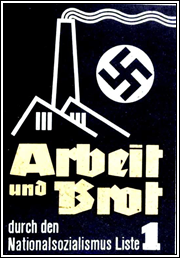 Arbeit
und Brot
durch den
Nationalsozialismus Liste 1